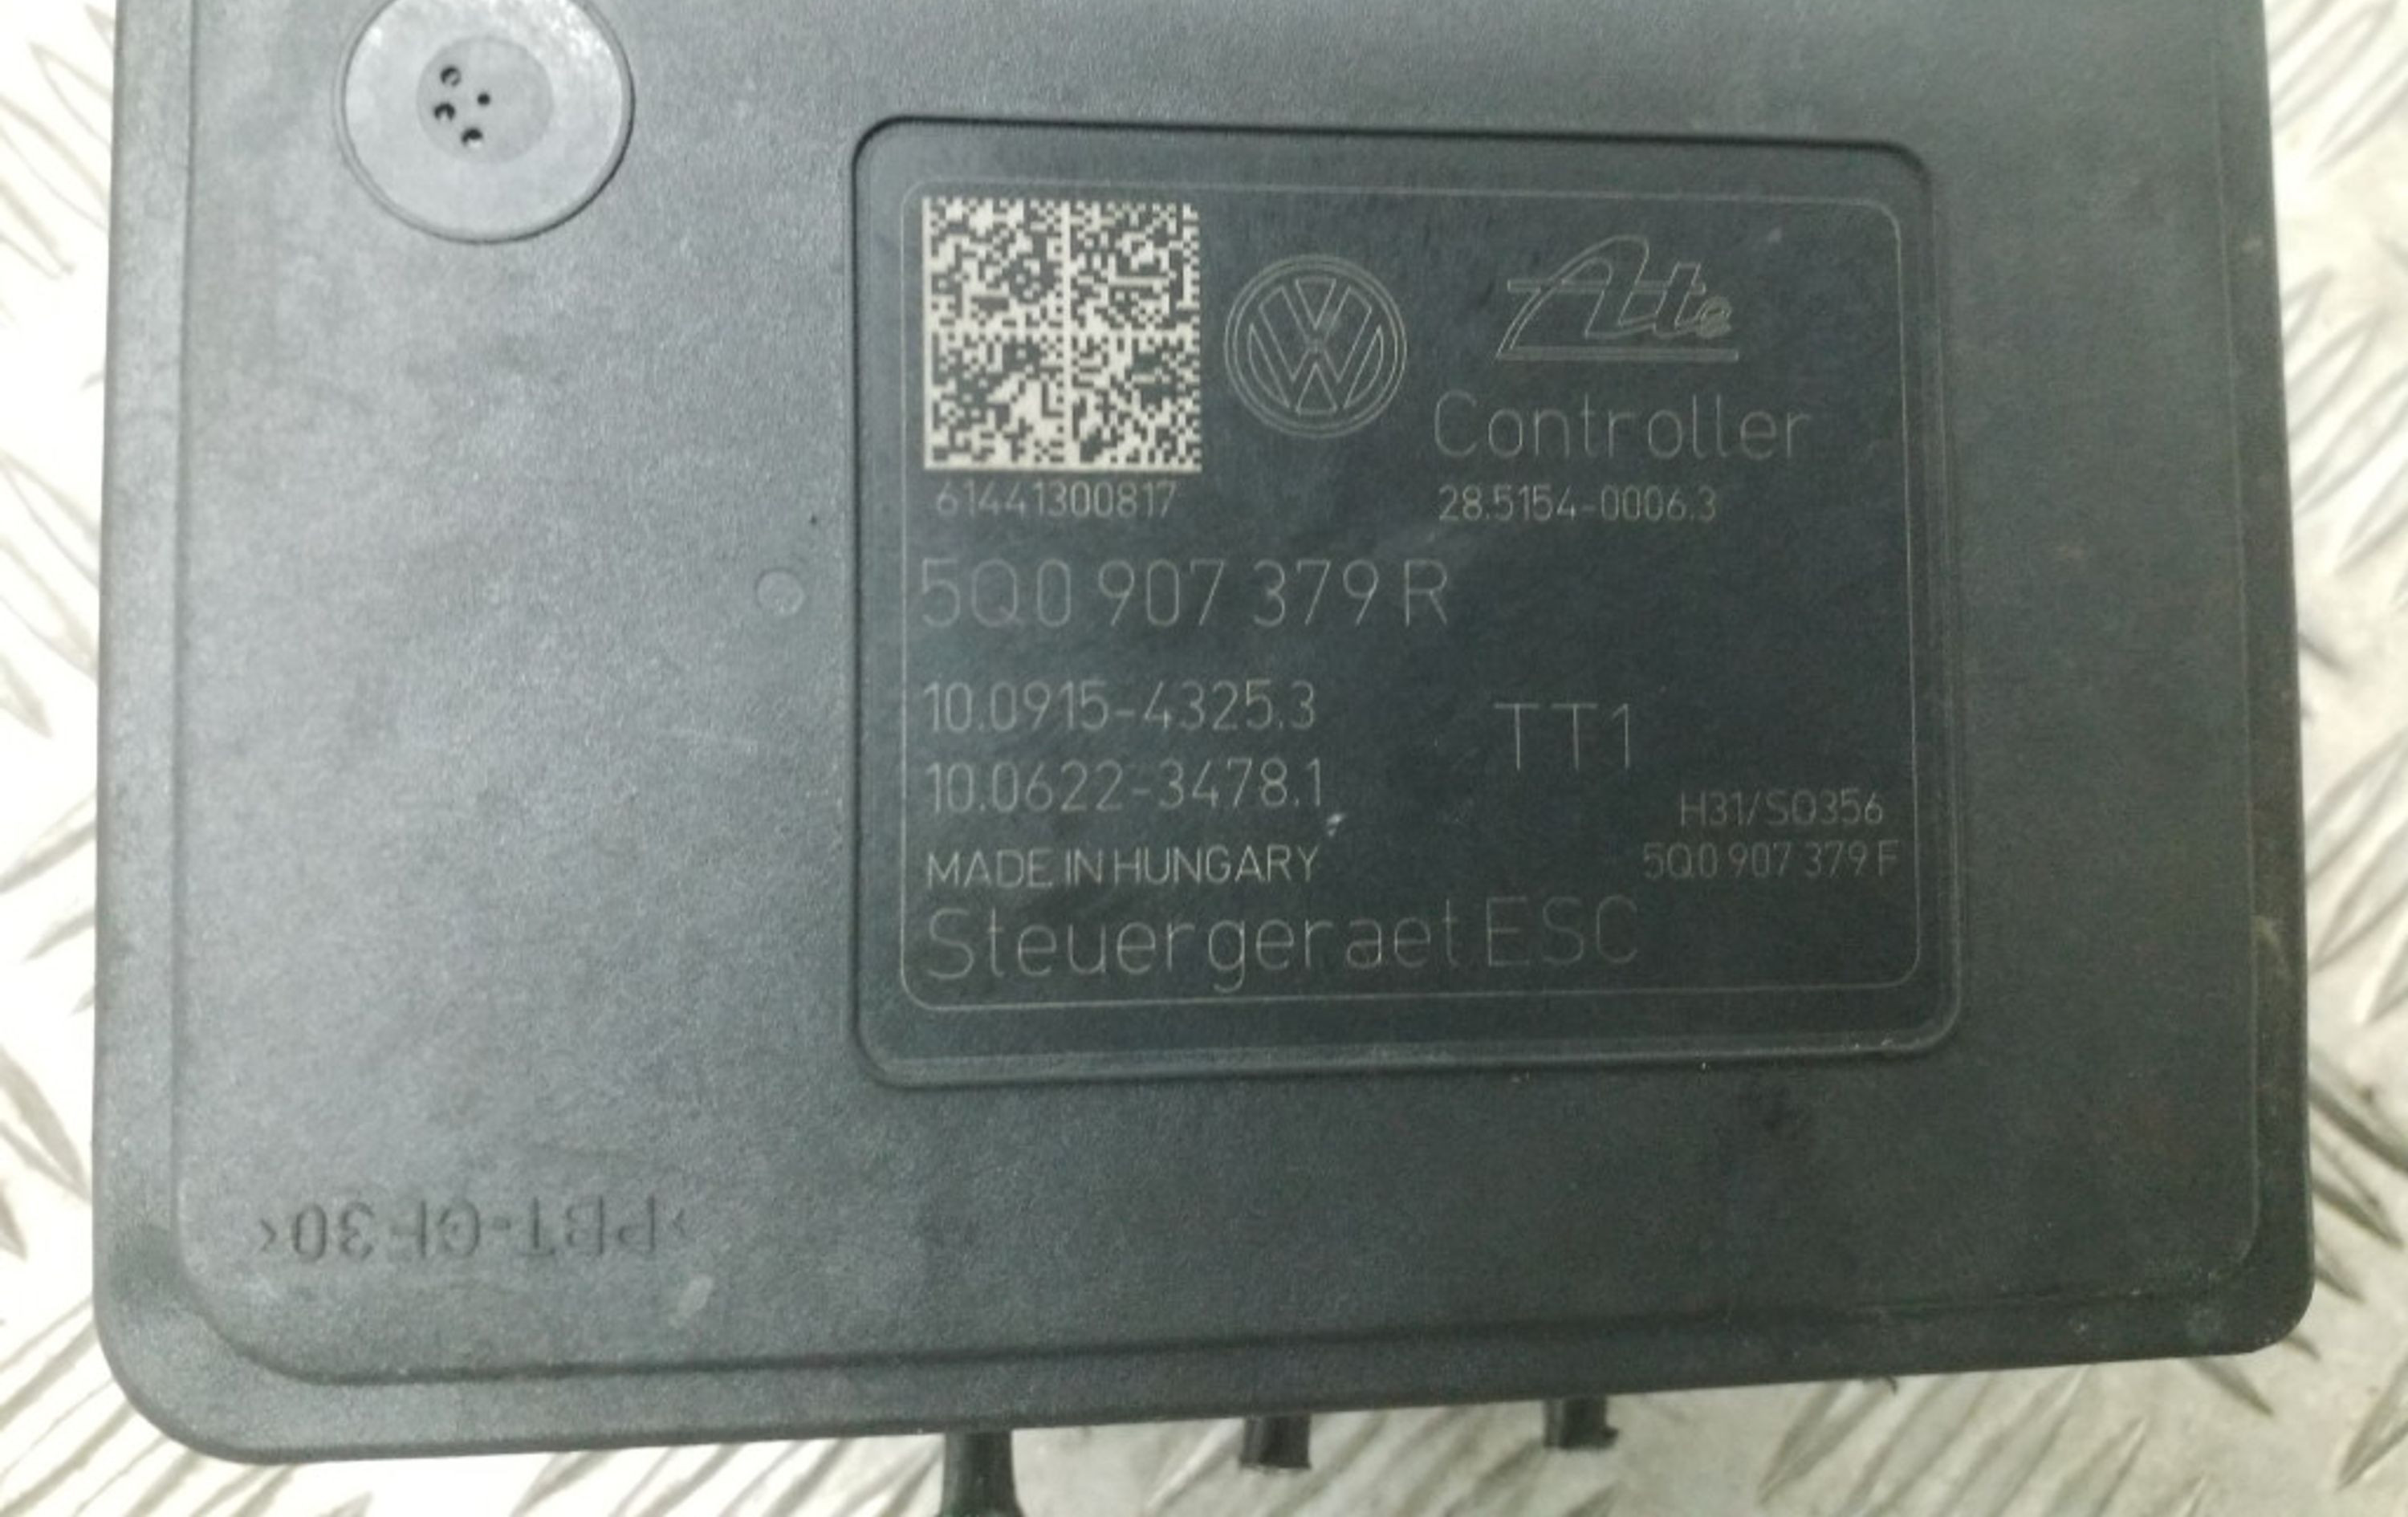 Ate
Controller
61441300817
28.5154-0006.3
5Q0 907 379 R
10.0915-4325.3
TT1
10.0622-3478.1
H31/SO356
MADE IN HUNGARY
5Q0 907 379 F
Steuergeraet ESC
>PBT-GF30<